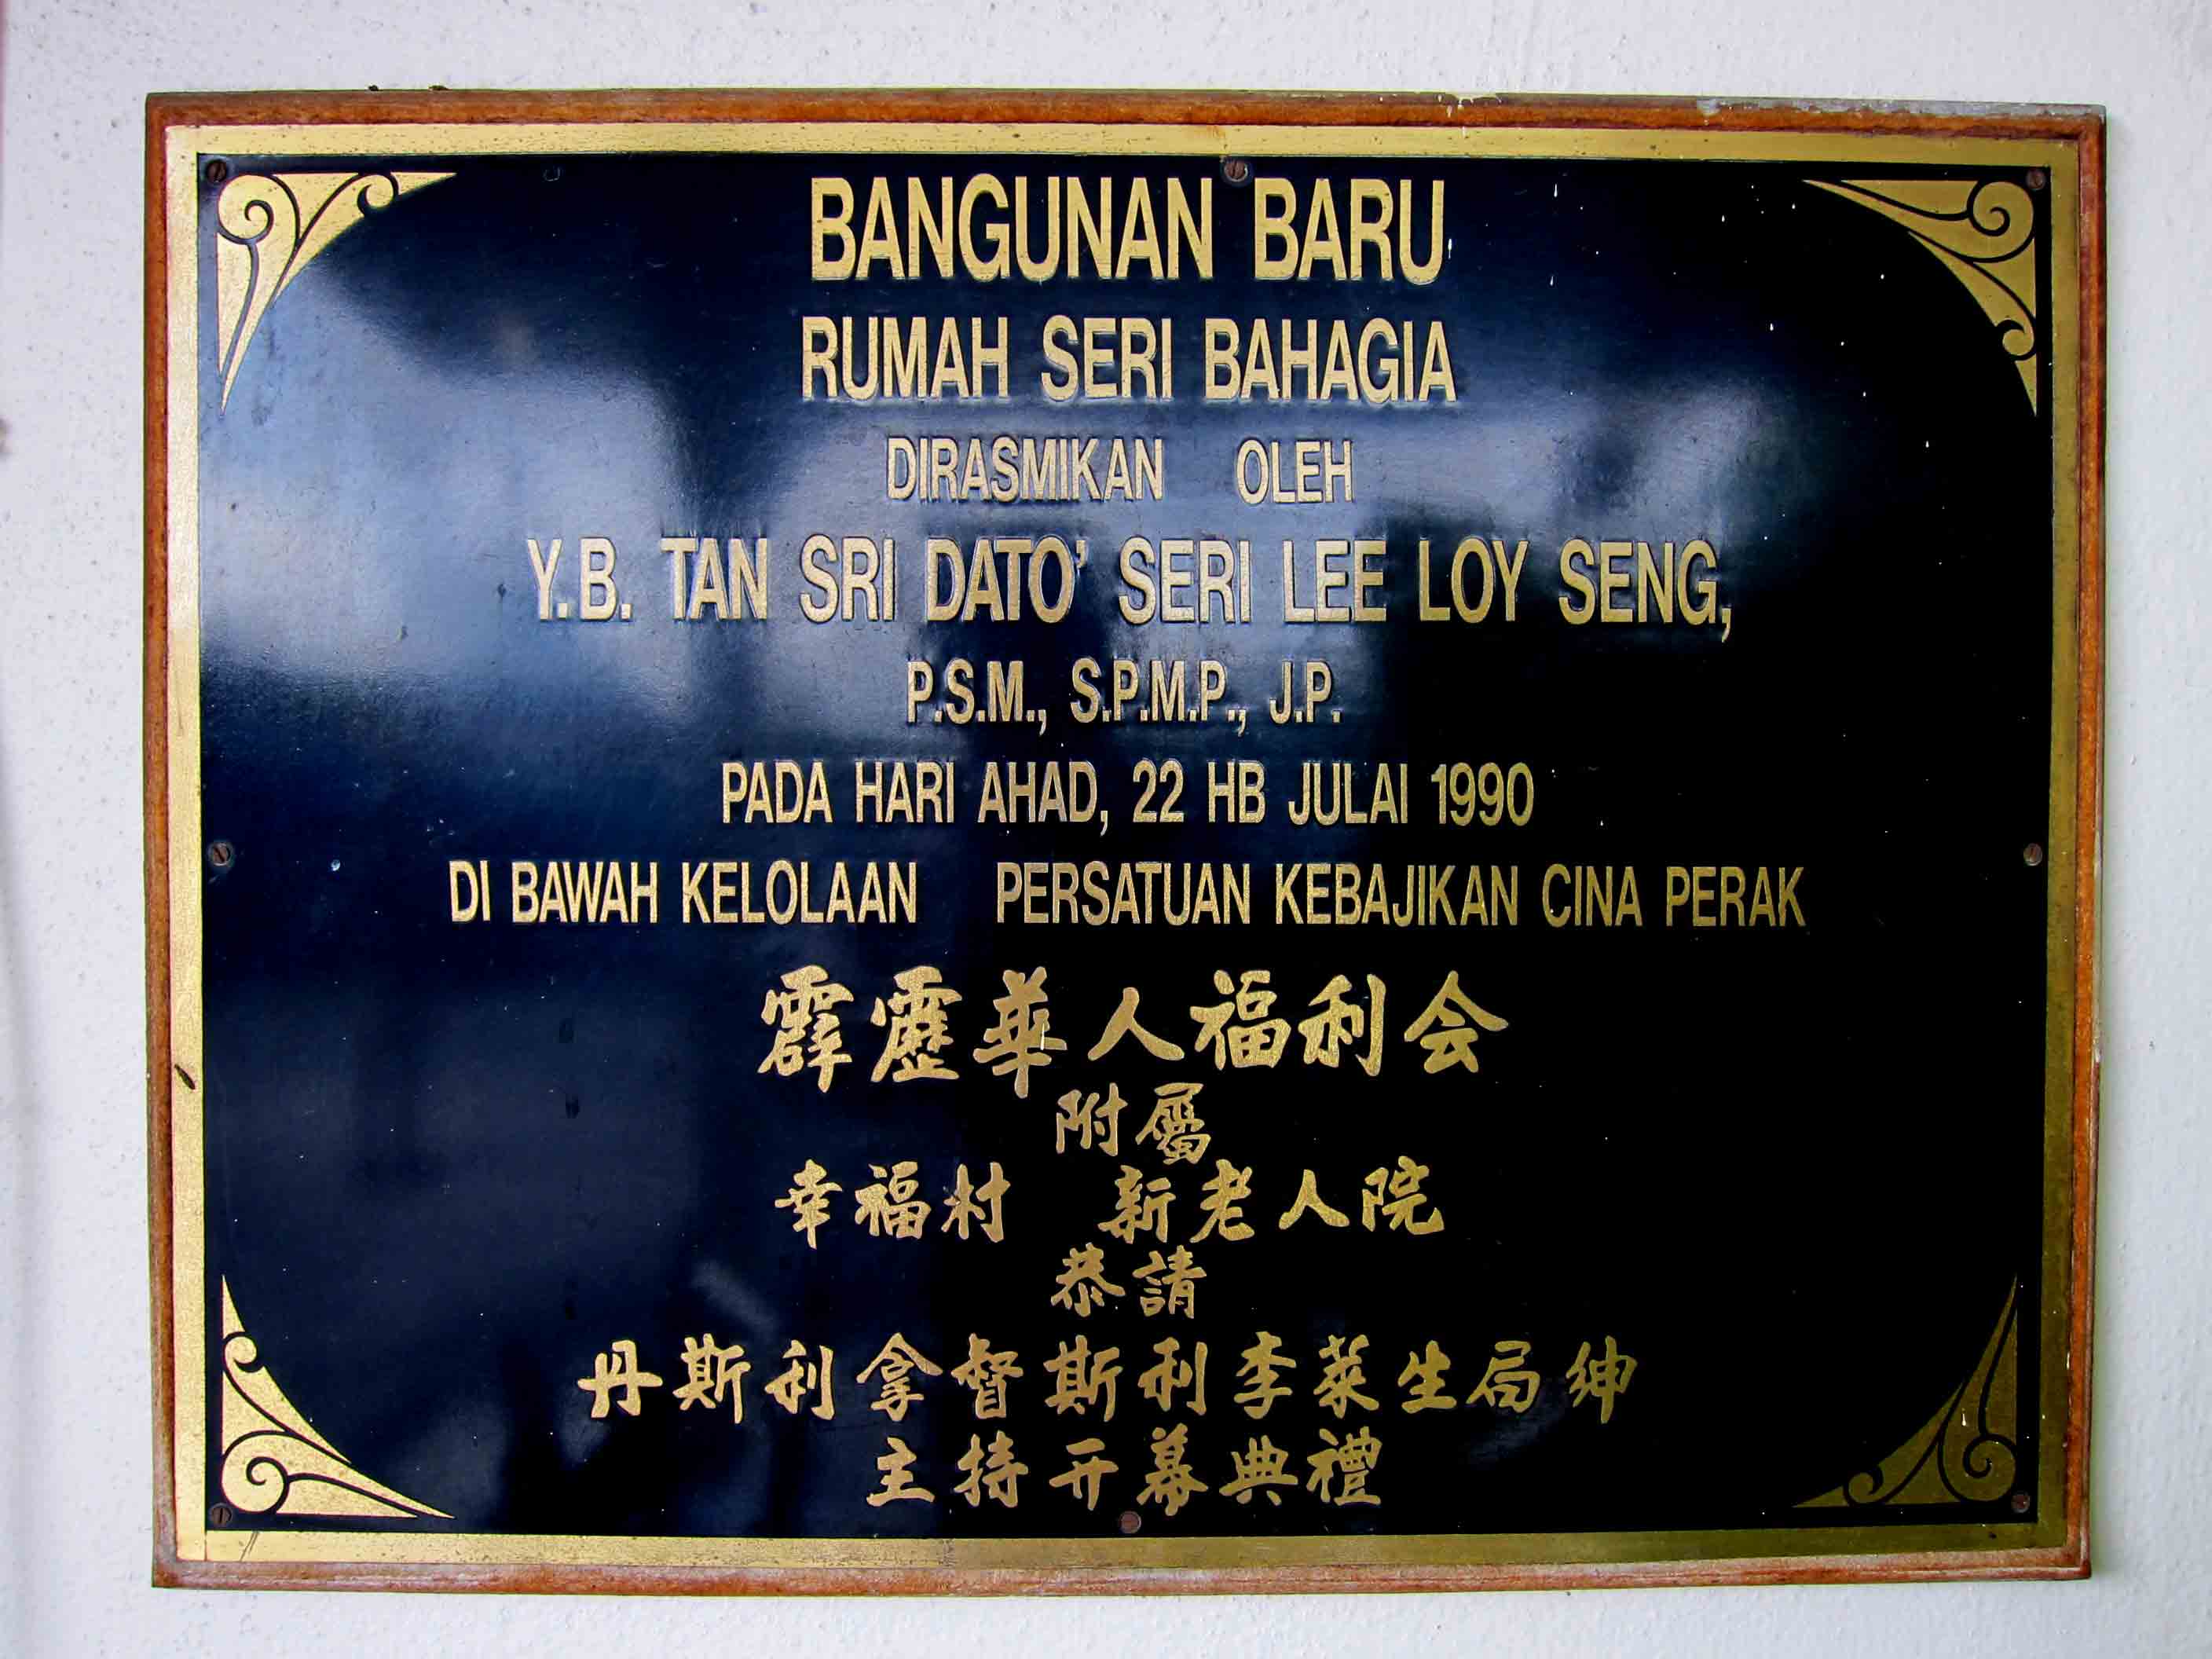 BANGUNAN BARU
RUMAH SERI BAHAGIA
DIRASMIKAN OLEH
Y.B. TAN SRI DATO' SERI LEE LOY SENG,
P.S.M., S.P.M.P., J.P.
PADA HARI AHAD, 22 HB JULAI 1990
DI BAWAH KELOLAAN PERSATUAN KEBAJIKAN CINA PERAK
霹靂華人福利会
附屬
幸福村 新老人院
恭請
丹斯利拿督斯利李萊生局紳
主持开幕典禮